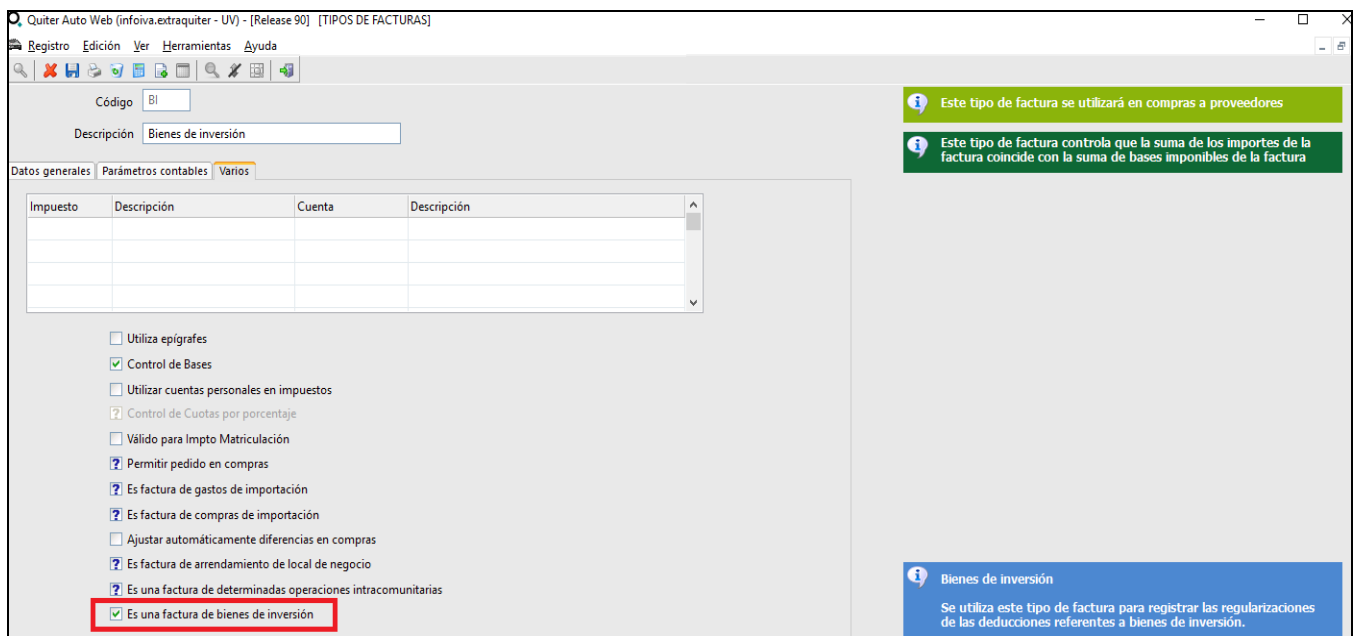 Quiter Auto Web (infoiva.extraquiter - UV) - [Release 90] [TIPOS DE FACTURAS]
Registro Edición Ver Herramientas Ayuda
Código BI
Descripción Bienes de inversión
Datos generales Parámetros contables Varios
Impuesto Descripción Cuenta Descripción
Utiliza epígrafes
Control de Bases
Utilizar cuentas personales en impuestos
? Control de Cuotas por porcentaje
Válido para Impto Matriculación
? Permitir pedido en compras
? Es factura de gastos de importación
? Es factura de compras de importación
Ajustar automáticamente diferencias en compras
? Es factura de arrendamiento de local de negocio
? Es una factura de determinadas operaciones intracomunitarias
Es una factura de bienes de inversión
Este tipo de factura se utilizará en compras a proveedores
Este tipo de factura controla que la suma de los importes de la
factura coincide con la suma de bases imponibles de la factura
Bienes de inversión
Se utiliza este tipo de factura para registrar las regularizaciones
de las deducciones referentes a bienes de inversión.